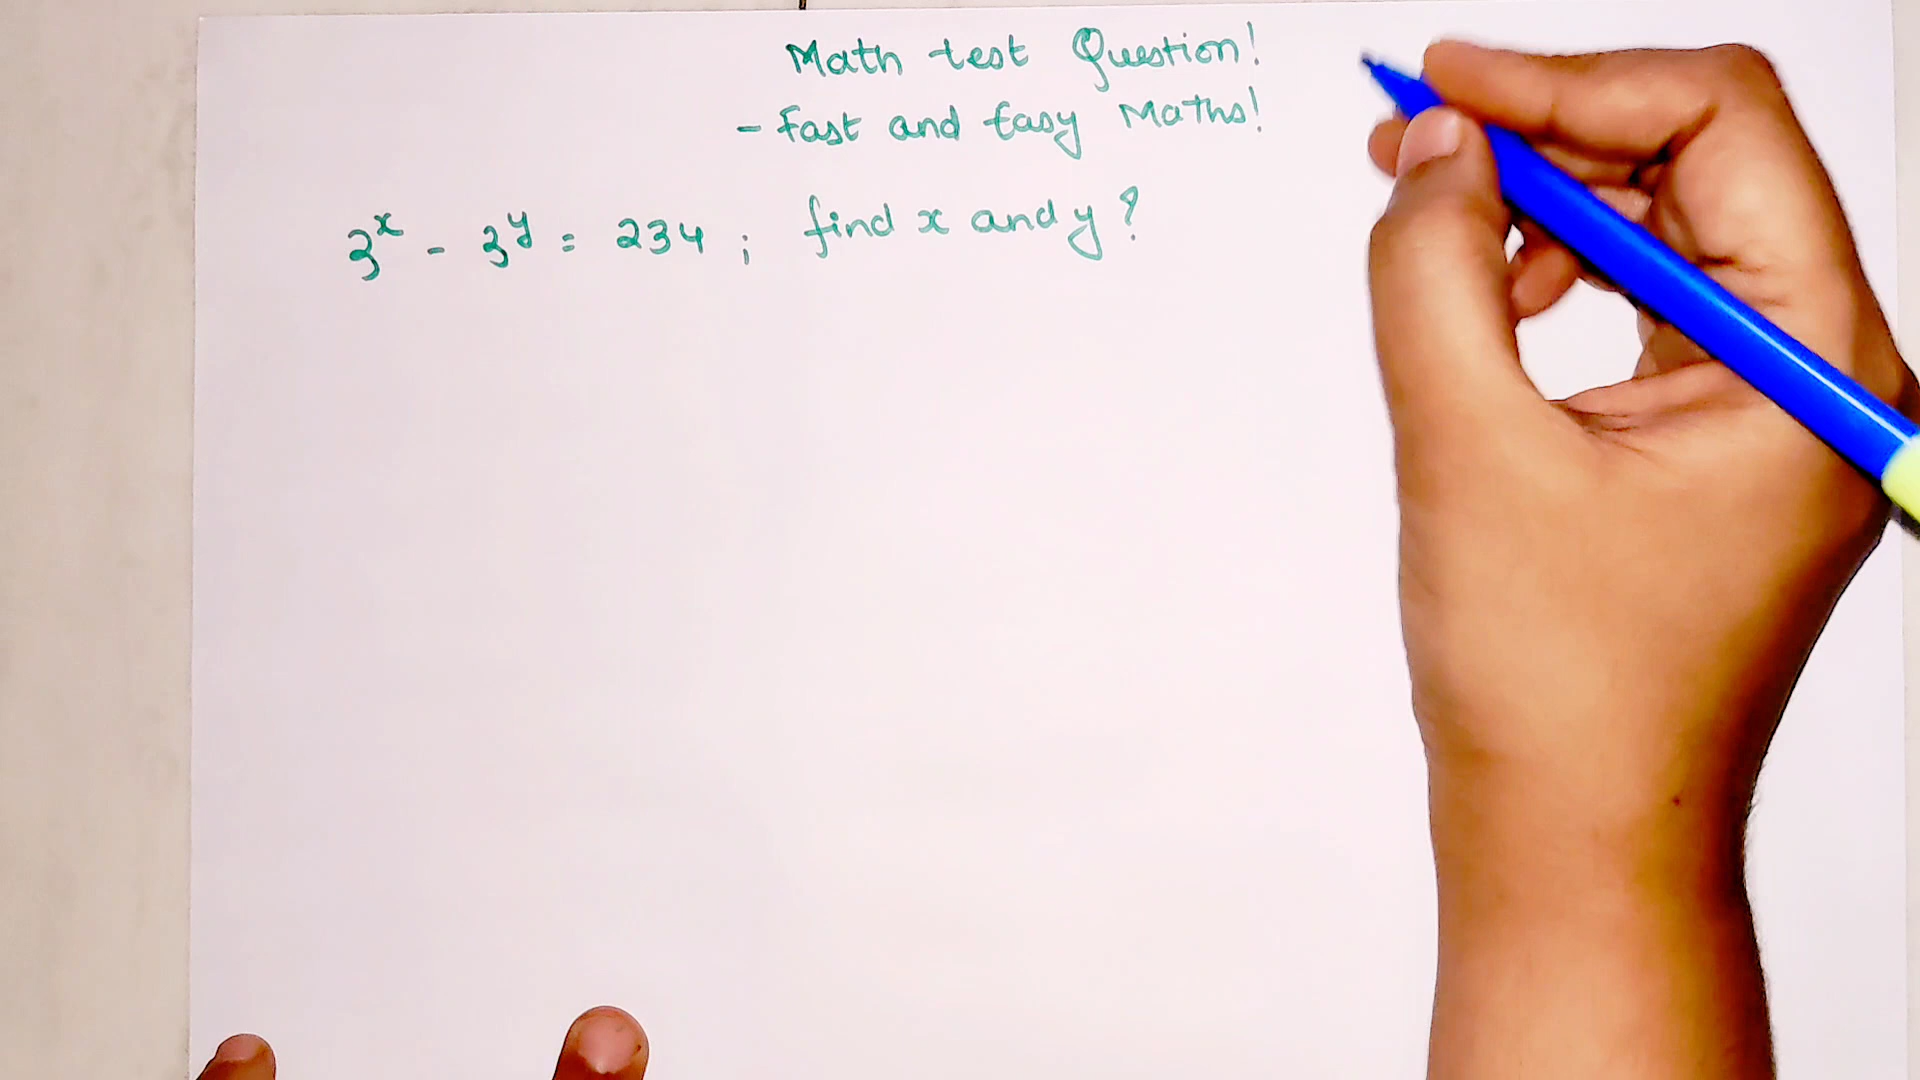 Math test Question!
- Fast and Easy Maths!
3^x - 3^y = 234 ; find x and y ?